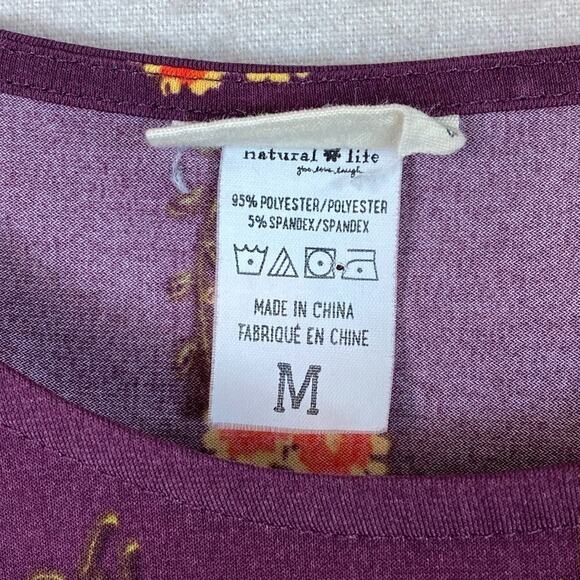 natural life
give love laugh
95% POLYESTER/POLYESTER
5% SPANDEX/SPANDEX
MADE IN CHINA
FABRIQUÉ EN CHINE
M